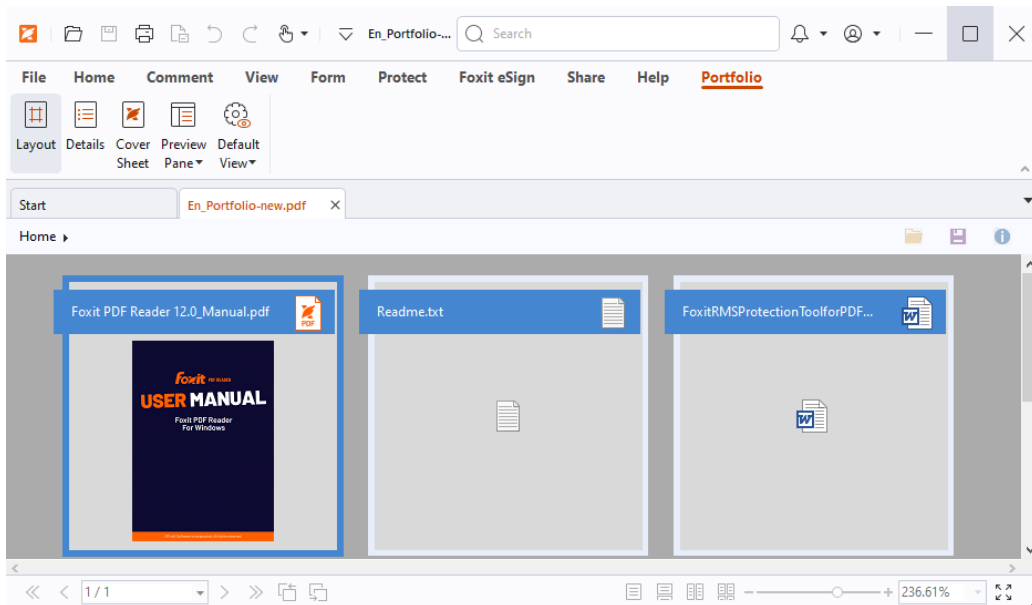 En_Portfolio-... Search
File Home Comment View Form Protect Foxit eSign Share Help Portfolio
Layout Details Cover Sheet Preview Pane Default View
Start En_Portfolio-new.pdf
Home
Foxit PDF Reader 12.0_Manual.pdf
PDF
Readme.txt
FoxitRMSProtectionToolforPDF...
W
foxit PDF READER
USER MANUAL
Foxit PDF Reader
For Windows
W
1 / 1 236.61%